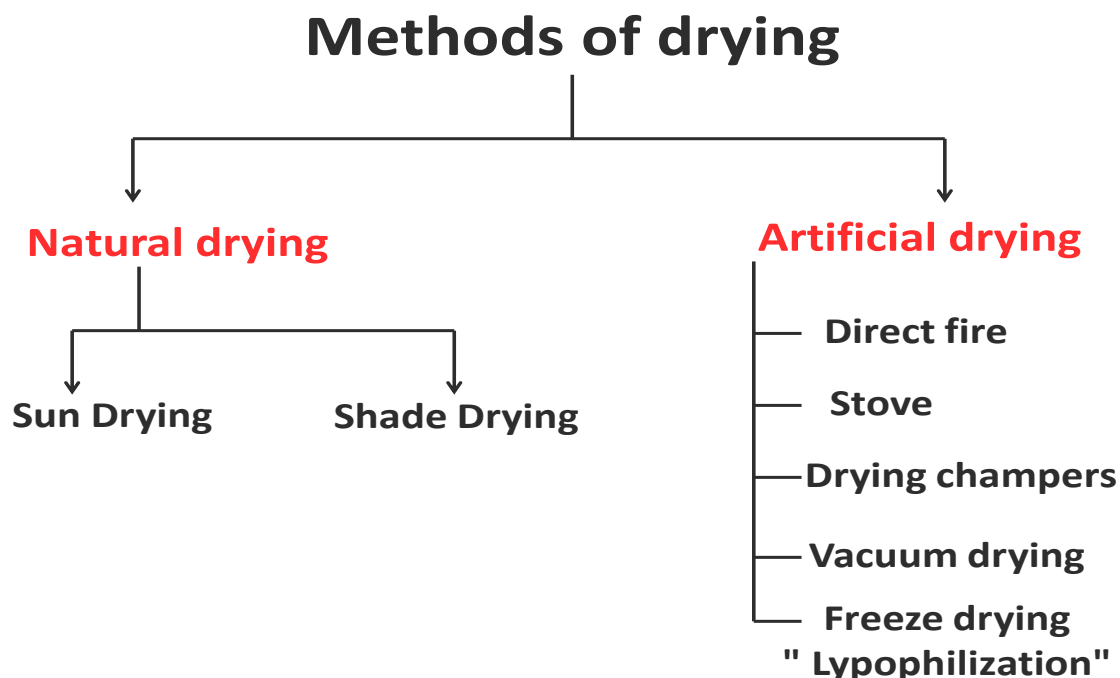 Methods of drying
Natural drying
Sun Drying
Shade Drying
Artificial drying
Direct fire
Stove
Drying champers
Vacuum drying
Freeze drying
" Lypophilization"